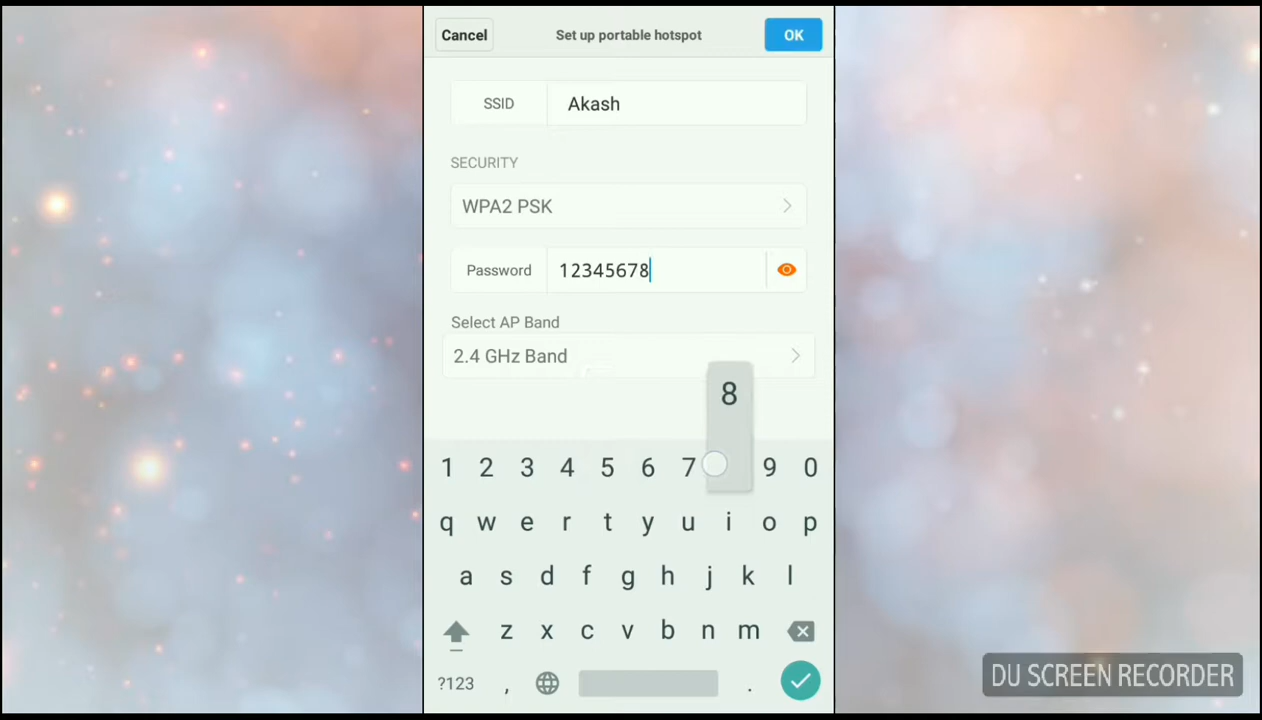 Cancel Set up portable hotspot OK
SSID Akash
SECURITY
WPA2 PSK
Password 12345678
Select AP Band
2.4 GHz Band
8
1 2 3 4 5 6 7 9 0
q w e r t y u i o p
a s d f g h j k l
z x c v b n m
?123 , .
DU SCREEN RECORDER